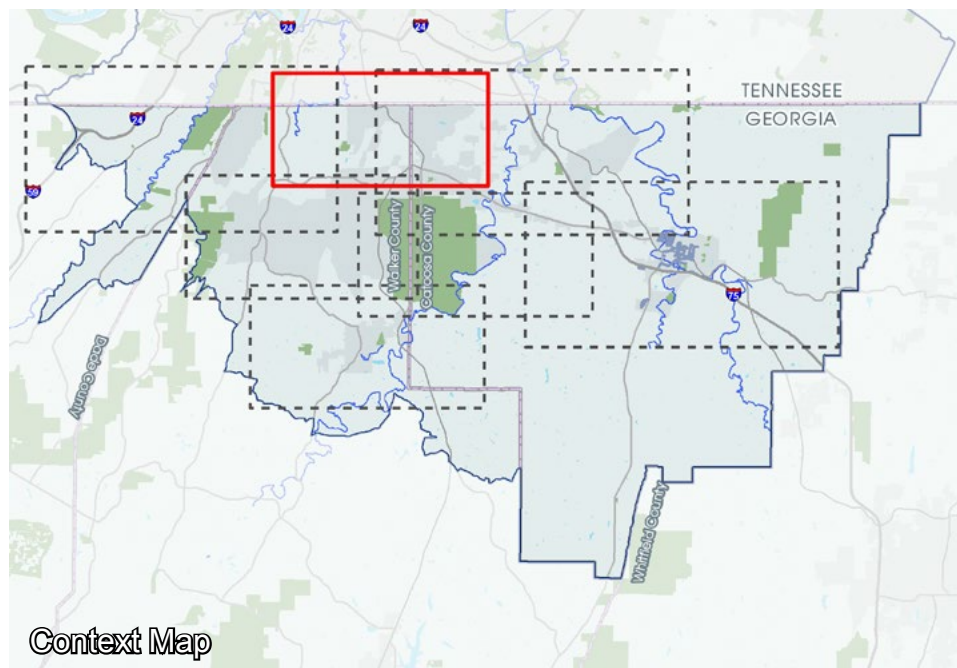 24
24
TENNESSEE
GEORGIA
24
59
Walker County
Catoosa County
75
Dade County
Whitfield County
Context Map